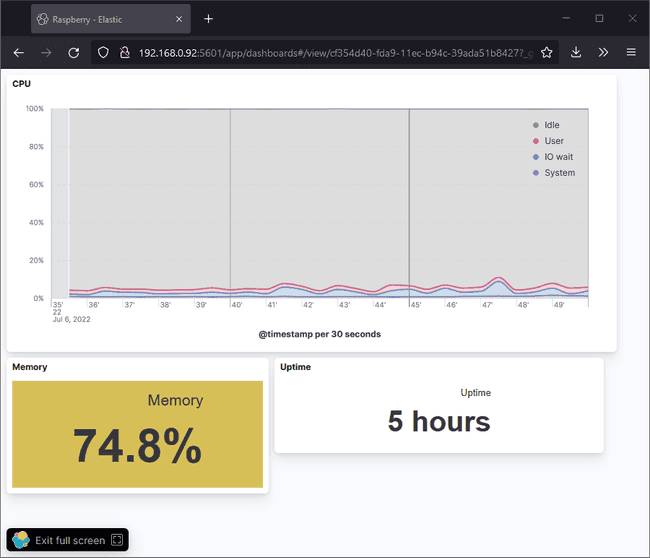 Raspberry - Elastic
192.168.0.92:5601/app/dashboards#/view/cf354d40-fda9-11ec-b94c-39ada51b8427?_g
CPU
100%
80%
60%
40%
20%
0%
Idle
User
IO wait
System
35' 36' 37' 38' 39' 40' 41' 42' 43' 44' 45' 46' 47' 48' 49'
22
Jul 6, 2022
@timestamp per 30 seconds
Memory
Memory
74.8%
Uptime
Uptime
5 hours
Exit full screen